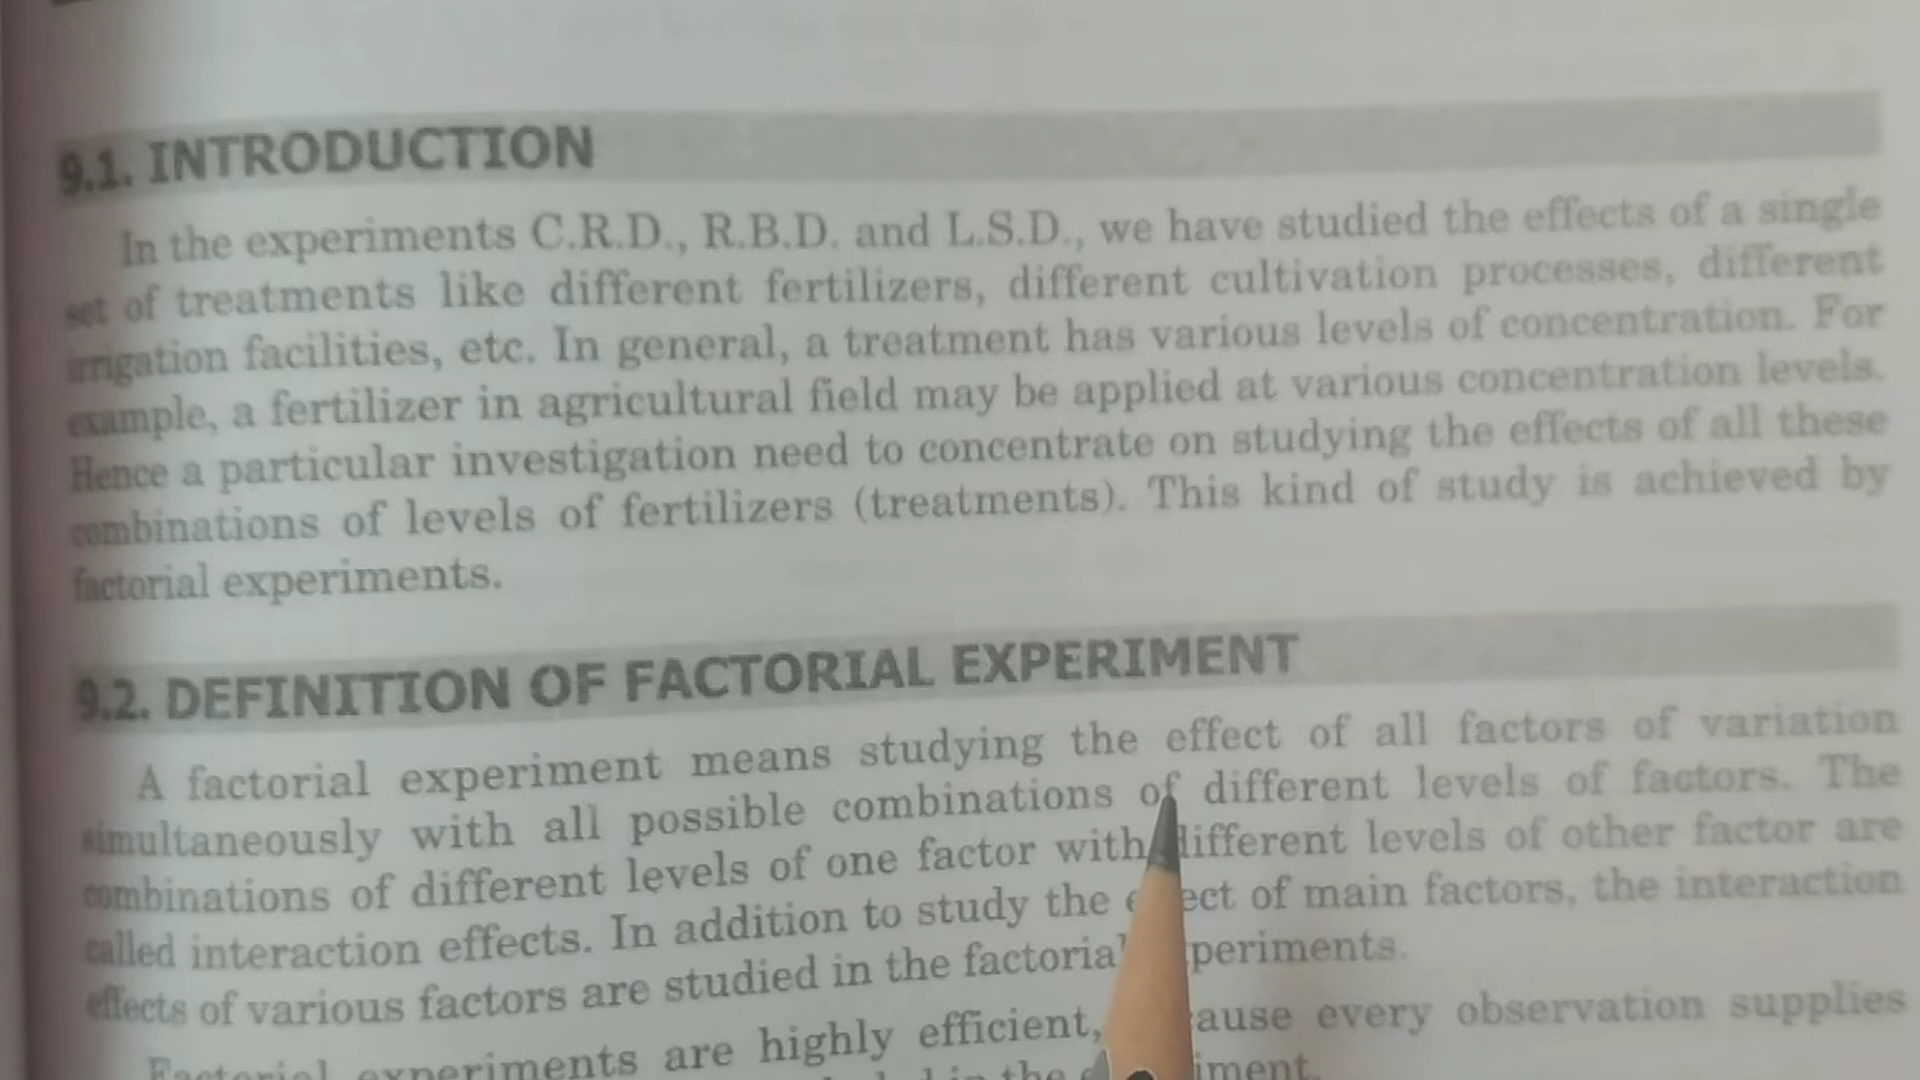 9.1. INTRODUCTION
In the experiments C.R.D., R.B.D. and L.S.D., we have studied the effects of a single
set of treatments like different fertilizers, different cultivation processes, different
irrigation facilities, etc. In general, a treatment has various levels of concentration. For
example, a fertilizer in agricultural field may be applied at various concentration levels.
Hence a particular investigation need to concentrate on studying the effects of all these
combinations of levels of fertilizers (treatments). This kind of study is achieved by
factorial experiments.
9.2. DEFINITION OF FACTORIAL EXPERIMENT
A factorial experiment means studying the effect of all factors of variation
simultaneously with all possible combinations of different levels of factors. The
combinations of different levels of one factor with different levels of other factor are
called interaction effects. In addition to study the effect of main factors, the interaction
effects of various factors are studied in the factorial experiments.
Factorial experiments are highly efficient, because every observation supplies
in the